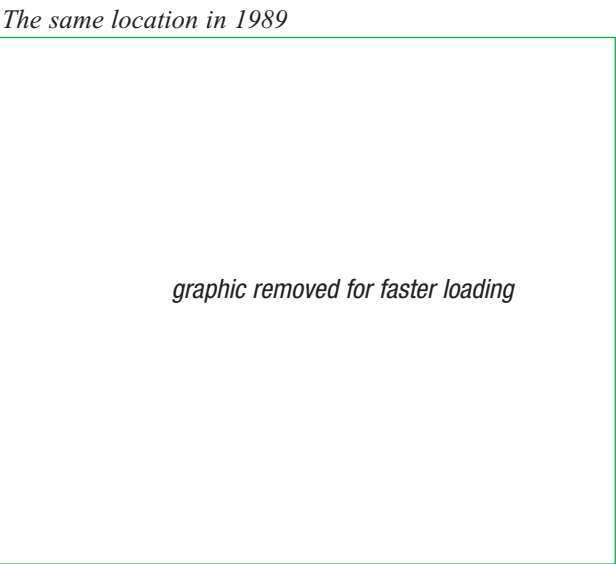 The same location in 1989
graphic removed for faster loading